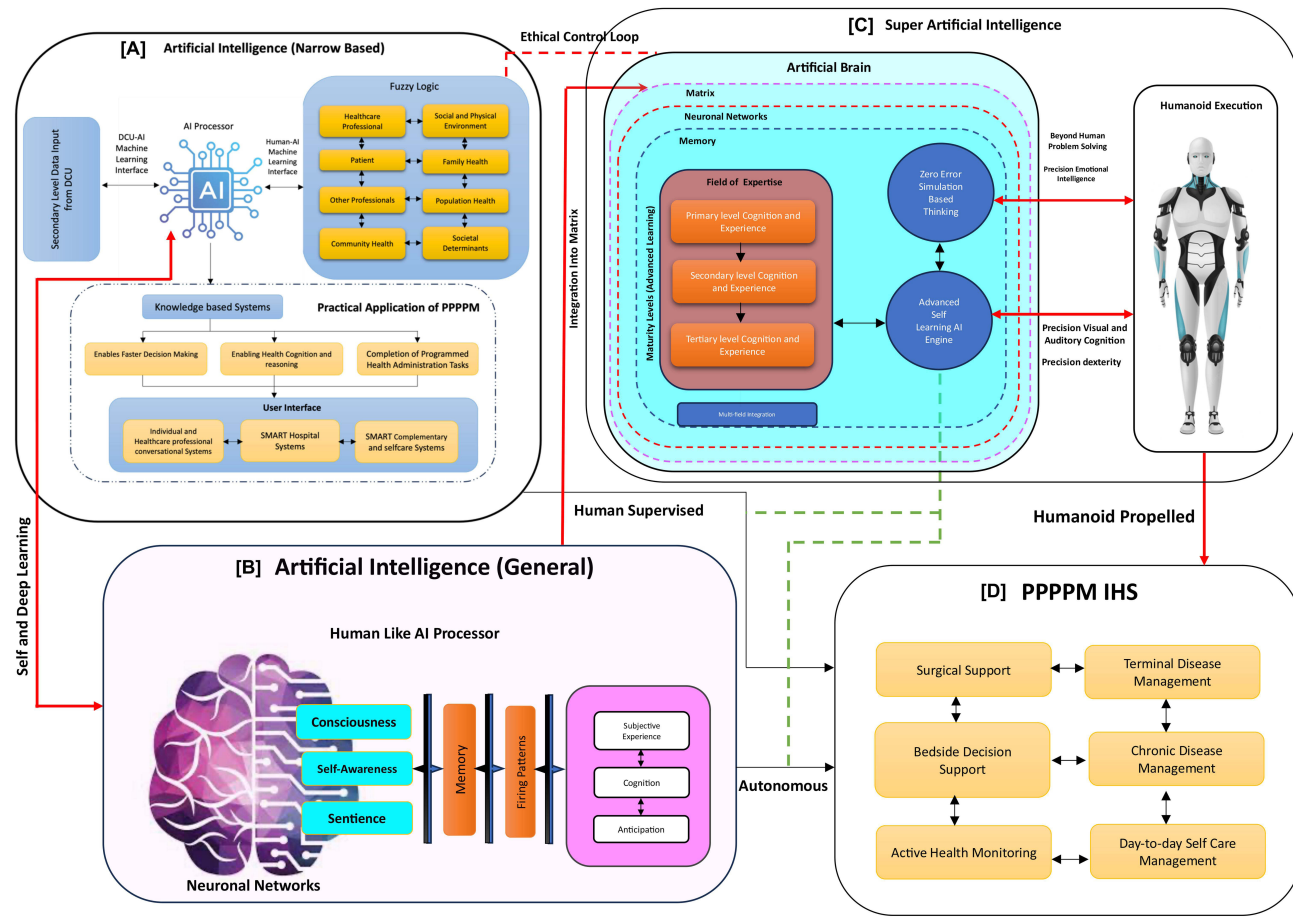 [A] Artificial Intelligence (Narrow Based)
Secondary Level Data Input
from DCU
DCU-AI
Machine
Learning
Interface
AI Processor
AI
Human-AI
Machine
Learning
Interface
Fuzzy Logic
Healthcare
Professional
Social and Physical
Environment
Patient
Family Health
Other Professionals
Population Health
Community Health
Societal
Determinants
Knowledge based Systems
Practical Application of PPPPM
Enables Faster Decision Making
Enabling Health Cognition and
reasoning
Completion of Programmed
Health Administration Tasks
User Interface
Individual and
Healthcare professional
conversational Systems
SMART Hospital
Systems
SMART Complementary
and selfcare Systems
Ethical Control Loop
Integration Into Matrix
Self and Deep Learning
[C] Super Artificial Intelligence
Artificial Brain
Matrix
Neuronal Networks
Memory
Maturity Levels (Advanced Learning)
Field of Expertise
Primary level Cognition and
Experience
Secondary level Cognition
and Experience
Tertiary level Cognition and
Experience
Multi-field Integration
Zero Error
Simulation
Based
Thinking
Advanced
Self
Learning AI
Engine
Beyond Human
Problem Solving
Precision Emotional
Intelligence
Precision Visual and
Auditory Cognition
Precision dexterity
Humanoid Execution
Human Supervised
Humanoid Propelled
Autonomous
[B] Artificial Intelligence (General)
Human Like AI Processor
Consciousness
Self-Awareness
Sentience
Neuronal Networks
Memory
Firing Patterns
Subjective
Experience
Cognition
Anticipation
[D] PPPPM IHS
Surgical Support
Terminal Disease
Management
Bedside Decision
Support
Chronic Disease
Management
Active Health Monitoring
Day-to-day Self Care
Management